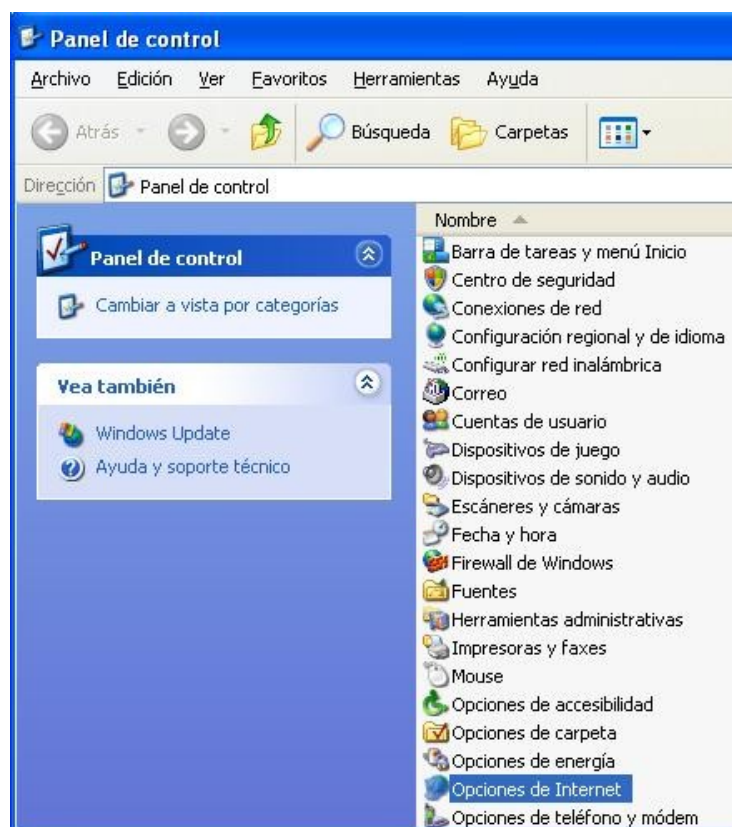 Panel de control
Archivo Edición Ver Favoritos Herramientas Ayuda
Atrás Búsqueda Carpetas
Dirección Panel de control
Panel de control
Cambiar a vista por categorías
Vea también
Windows Update
Ayuda y soporte técnico
Nombre
Barra de tareas y menú Inicio
Centro de seguridad
Conexiones de red
Configuración regional y de idioma
Configurar red inalámbrica
Correo
Cuentas de usuario
Dispositivos de juego
Dispositivos de sonido y audio
Escáneres y cámaras
Fecha y hora
Firewall de Windows
Fuentes
Herramientas administrativas
Impresoras y faxes
Mouse
Opciones de accesibilidad
Opciones de carpeta
Opciones de energía
Opciones de Internet
Opciones de teléfono y módem